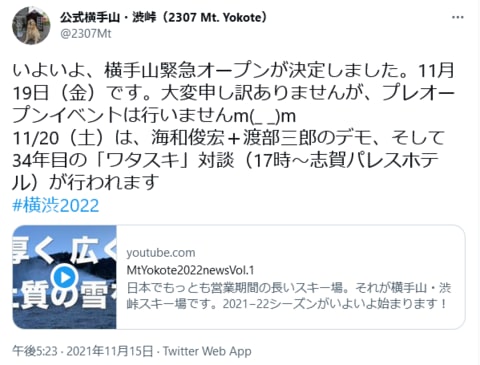 公式横手山・渋峠（2307 Mt. Yokote）
@2307Mt
いよいよ、横手山緊急オープンが決定しました。11月
19日（金）です。大変申し訳ありませんが、プレオー
プンイベントは行いませんm(_ _)m
11/20（土）は、海和俊宏＋渡部三郎のデモ、そして
34年目の「ワタスキ」対談（17時〜志賀パレスホテ
ル）が行われます
#横渋2022
厚く 広く
質の雪
youtube.com
MtYokote2022newsVol.1
日本でもっとも営業期間の長いスキー場。それが横手山・渋
峠スキー場です。2021−22シーズンがいよいよ始まります！
午後5:23 · 2021年11月15日 · Twitter Web App